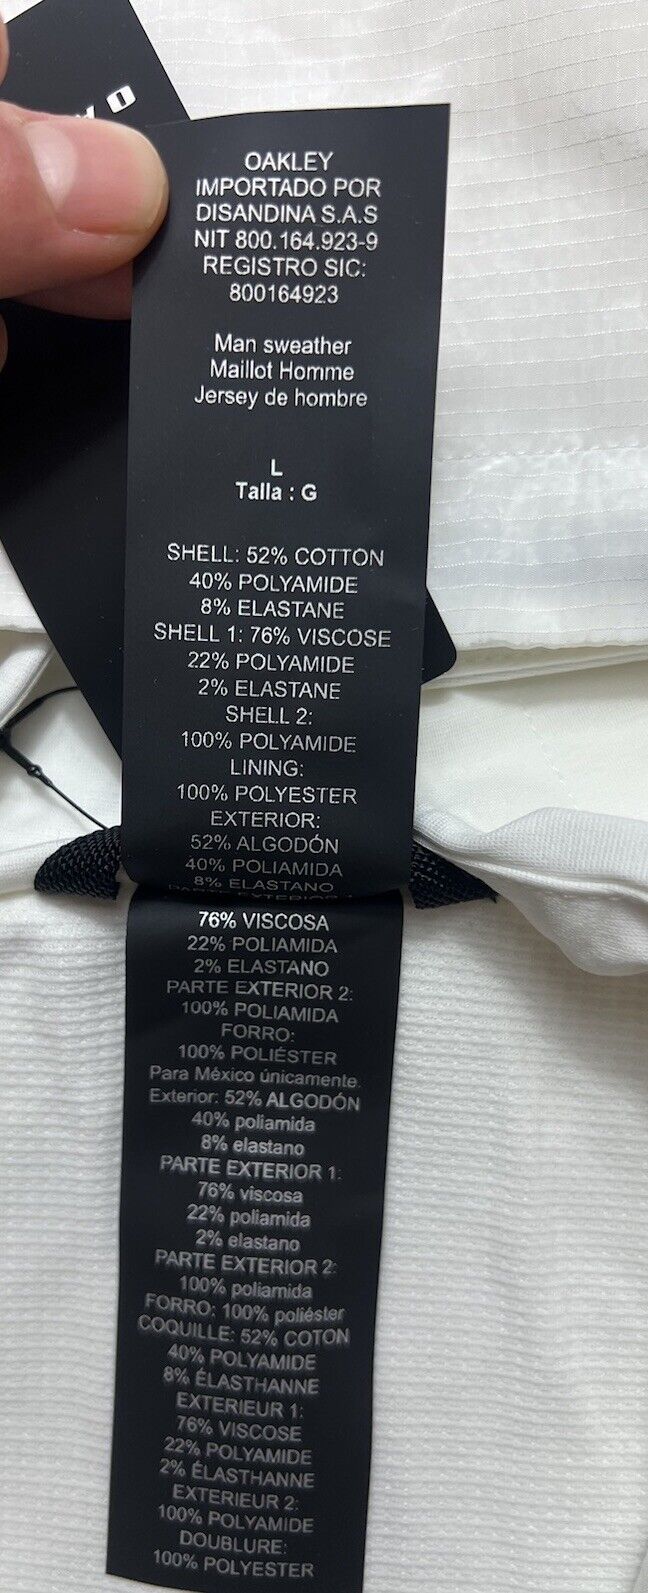 OAKLEY
IMPORTADO POR
DISANDINA S.A.S
NIT 800.164.923-9
REGISTRO SIC:
800164923
Man sweather
Maillot Homme
Jersey de hombre
L
Talla : G
SHELL: 52% COTTON
40% POLYAMIDE
8% ELASTANE
SHELL 1: 76% VISCOSE
22% POLYAMIDE
2% ELASTANE
SHELL 2:
100% POLYAMIDE
LINING:
100% POLYESTER
EXTERIOR:
52% ALGODÓN
40% POLIAMIDA
8% ELASTANO
76% VISCOSA
22% POLIAMIDA
2% ELASTANO
PARTE EXTERIOR 2:
100% POLIAMIDA
FORRO:
100% POLIÉSTER
Para México únicamente.
Exterior: 52% ALGODÓN
40% poliamida
8% elastano
PARTE EXTERIOR 1:
76% viscosa
22% poliamida
2% elastano
PARTE EXTERIOR 2:
100% poliamida
FORRO: 100% poliéster
COQUILLE: 52% COTON
40% POLYAMIDE
8% ÉLASTHANNE
EXTERIEUR 1:
76% VISCOSE
22% POLYAMIDE
2% ÉLASTHANNE
EXTERIEUR 2:
100% POLYAMIDE
DOUBLURE:
100% POLYESTER